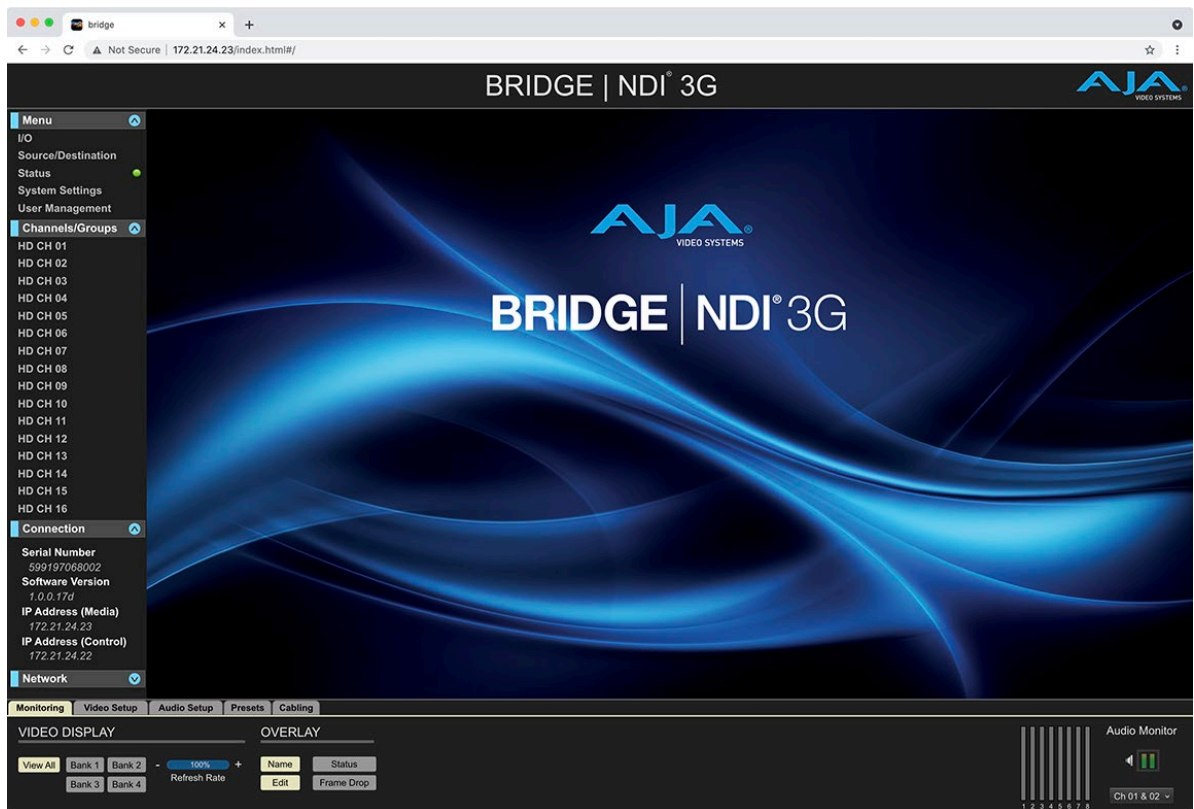 bridge
Not Secure | 172.21.24.23/index.html#/
BRIDGE | NDI® 3G
AJA®
VIDEO SYSTEMS
Menu
I/O
Source/Destination
Status
System Settings
User Management
Channels/Groups
HD CH 01
HD CH 02
HD CH 03
HD CH 04
HD CH 05
HD CH 06
HD CH 07
HD CH 08
HD CH 09
HD CH 10
HD CH 11
HD CH 12
HD CH 13
HD CH 14
HD CH 15
HD CH 16
Connection
Serial Number
599197068002
Software Version
1.0.0.17d
IP Address (Media)
172.21.24.23
IP Address (Control)
172.21.24.22
Network
AJA®
VIDEO SYSTEMS
BRIDGE | NDI® 3G
Monitoring Video Setup Audio Setup Presets Cabling
VIDEO DISPLAY
View All Bank 1 Bank 2 - 100% +
Bank 3 Bank 4 Refresh Rate
OVERLAY
Name Status
Edit Frame Drop
1 2 3 4 5 6 7 8
Audio Monitor
Ch 01 & 02